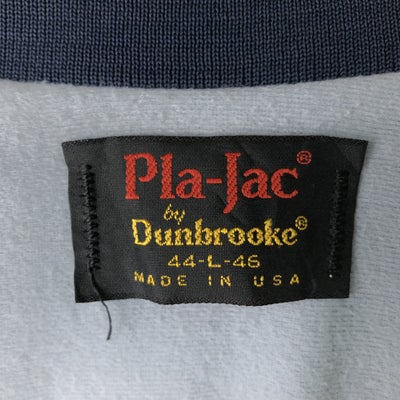 Pla-Jac®
by
Dunbrooke®
44-L-46
MADE IN USA